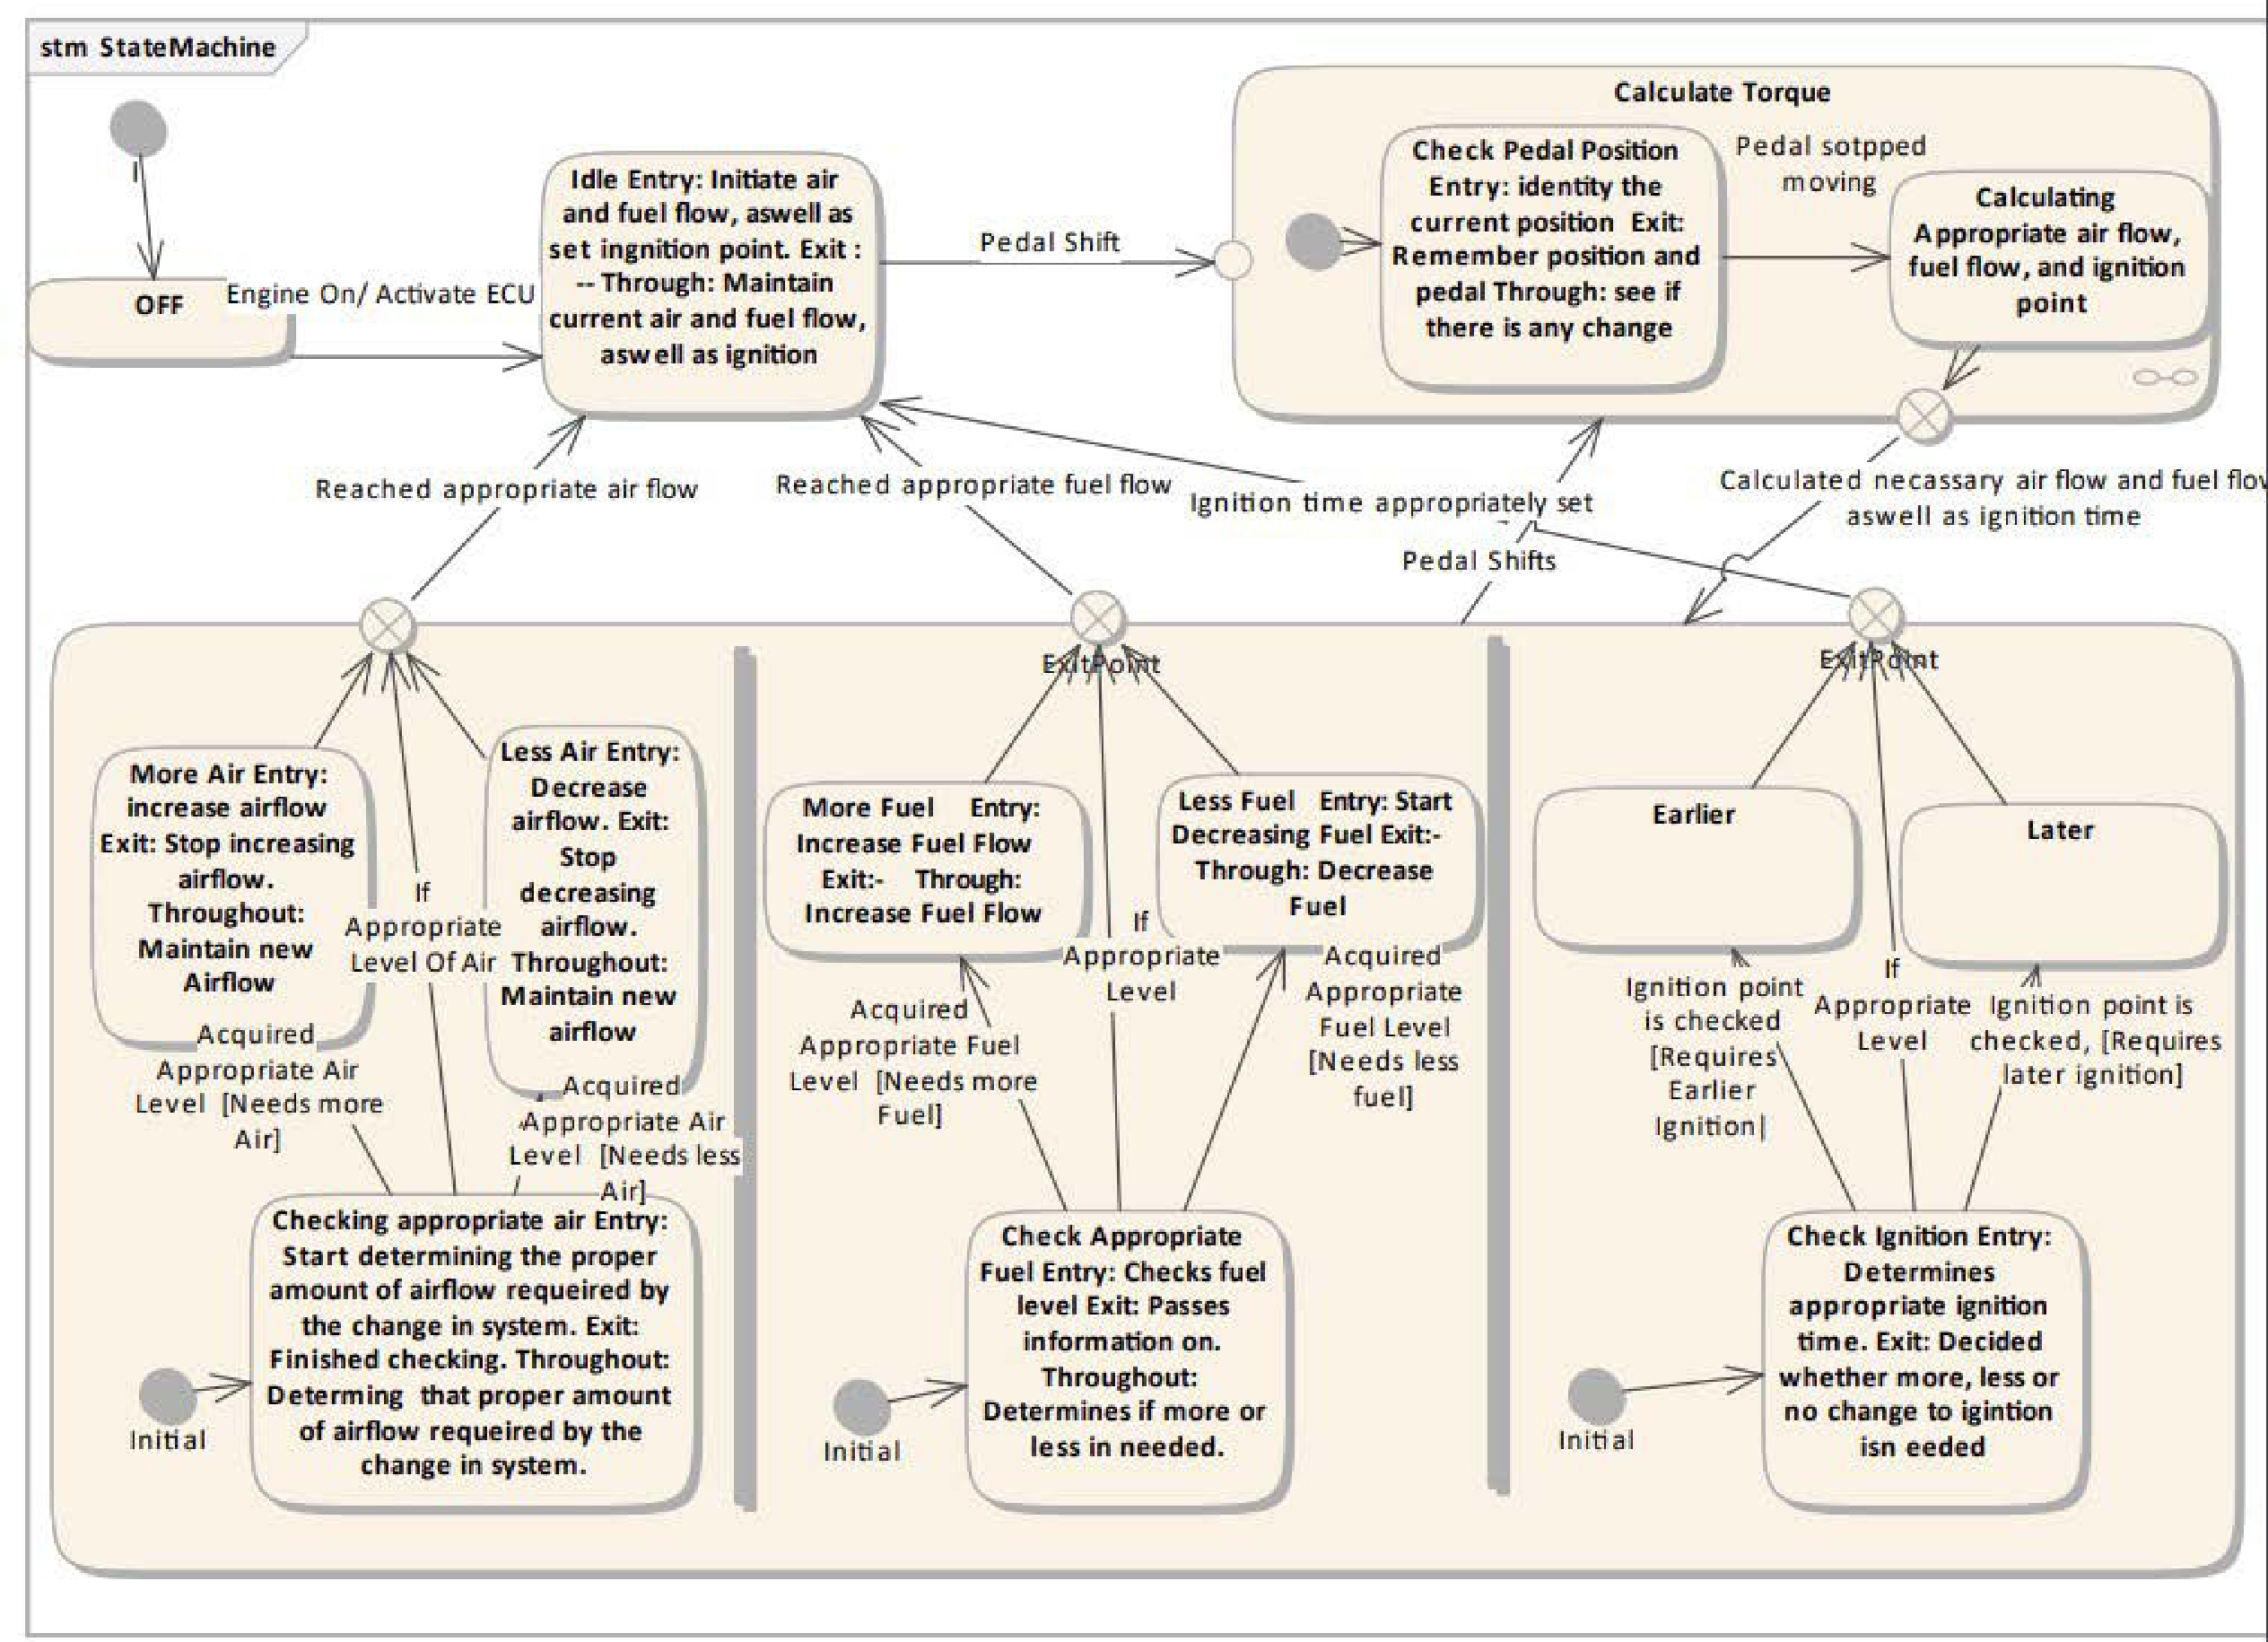 stm StateMachine
I
OFF
Engine On/ Activate ECU
Idle Entry: Initiate air
and fuel flow, aswell as
set ingnition point. Exit :
-- Through: Maintain
current air and fuel flow,
aswell as ignition
Pedal Shift
Calculate Torque
Check Pedal Position
Entry: identity the
current position Exit:
Remember position and
pedal Through: see if
there is any change
Pedal sotpped
moving
Calculating
Appropriate air flow,
fuel flow, and ignition
point
Reached appropriate air flow
Reached appropriate fuel flow
Ignition time appropriately set
Pedal Shifts
Calculated necassary air flow and fuel flow
aswell as ignition time
ExitPoint
ExitPoint
More Air Entry:
increase airflow
Exit: Stop increasing
airflow.
Throughout:
Maintain new
Airflow
If
Appropriate
Level Of Air
Less Air Entry:
Decrease
airflow. Exit:
Stop
decreasing
airflow.
Throughout:
Maintain new
airflow
Acquired
Appropriate Air
Level [Needs more
Air]
Acquired
Appropriate Air
Level [Needs less
Air]
Checking appropriate air Entry:
Start determining the proper
amount of airflow requeired by
the change in system. Exit:
Finished checking. Throughout:
Determing that proper amount
of airflow requeired by the
change in system.
Initial
More Fuel Entry:
Increase Fuel Flow
Exit:- Through:
Increase Fuel Flow
Less Fuel Entry: Start
Decreasing Fuel Exit:-
Through: Decrease
Fuel
If
Appropriate
Level
Acquired
Appropriate Fuel
Level [Needs more
Fuel]
Acquired
Appropriate
Fuel Level
[Needs less
fuel]
Check Appropriate
Fuel Entry: Checks fuel
level Exit: Passes
information on.
Throughout:
Determines if more or
less in needed.
Initial
Earlier
Later
Ignition point
is checked
[Requires
Earlier
Ignition]
If
Appropriate
Level
Ignition point is
checked, [Requires
later ignition]
Check Ignition Entry:
Determines
appropriate ignition
time. Exit: Decided
whether more, less or
no change to igintion
isn eeded
Initial